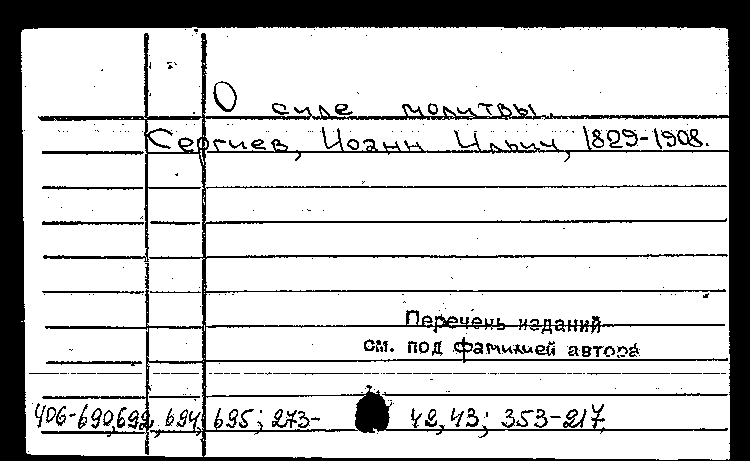 О силе молитвы.
Сергиев, Иоанн Ильич, 1829-1908.
Перечень изданий
см. под фамилией автора
406-690,692,694,695; 273- 42,43; 353-217.